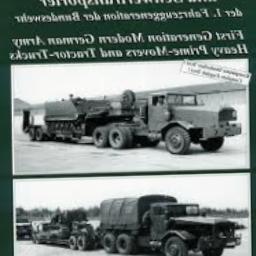 und Schwertransporter
der 1. Fahrzeuggeneration der Bundeswehr
First Generation Modern German Army
Heavy Prime-Movers and Tractor-Trucks